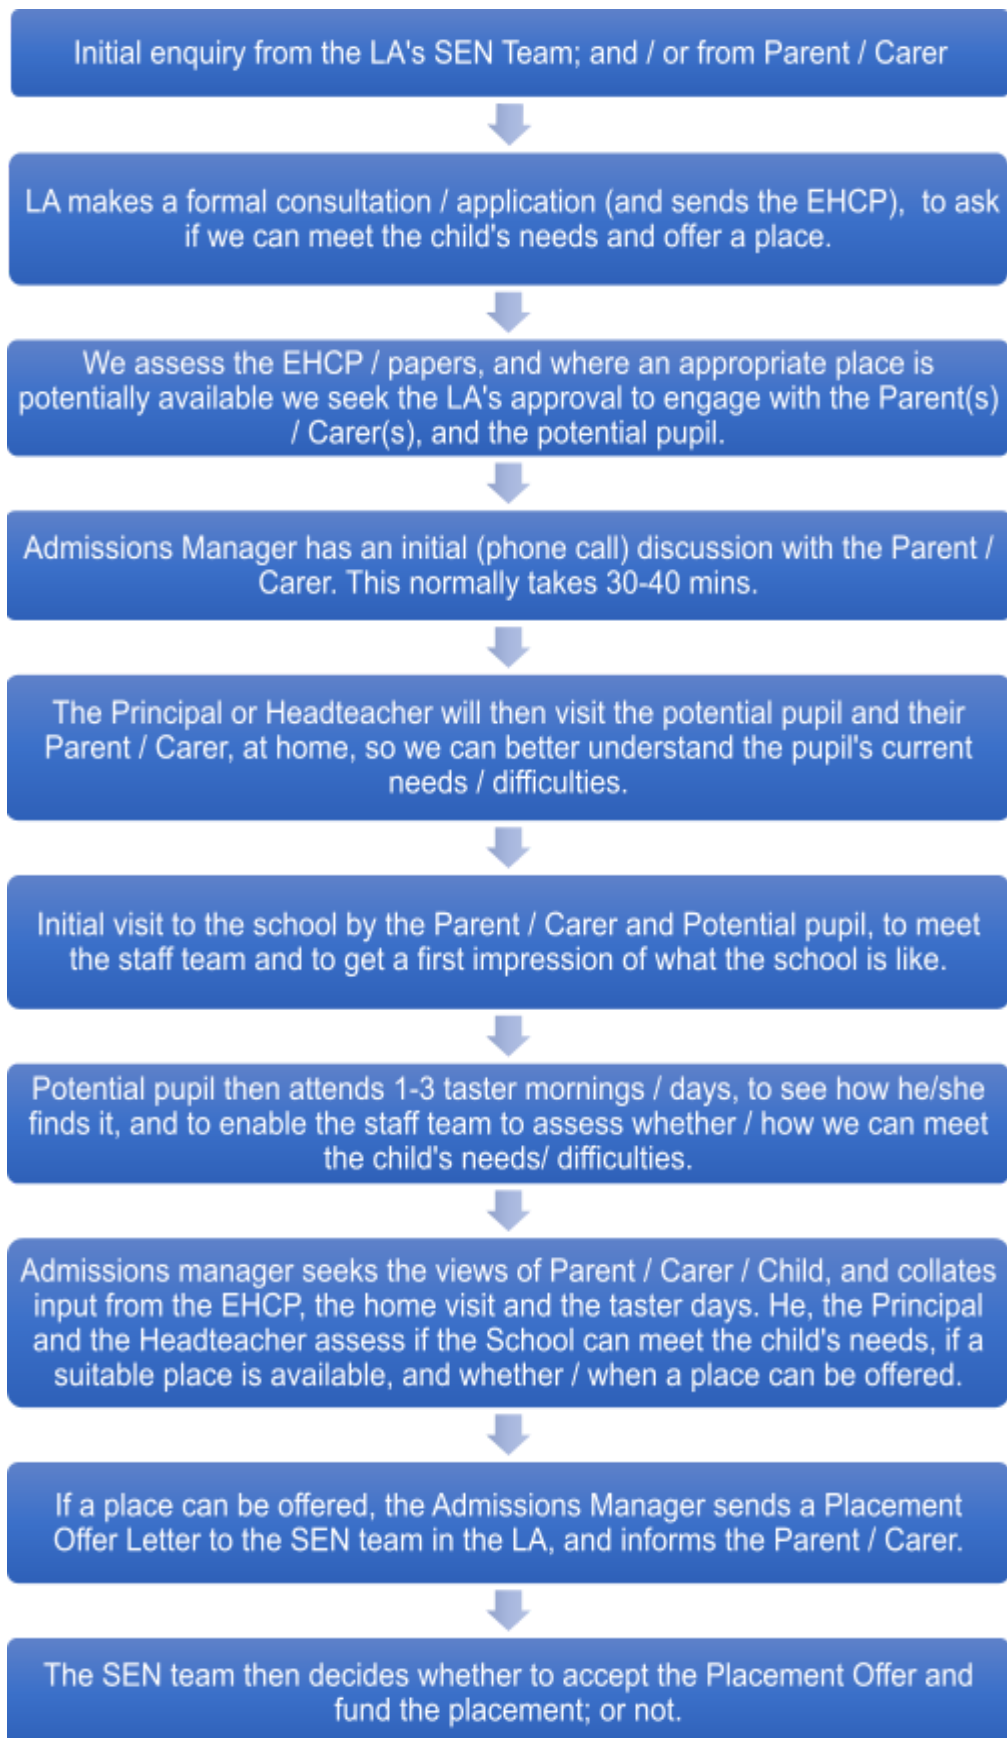 Initial enquiry from the LA's SEN Team; and / or from Parent / Carer
LA makes a formal consultation / application (and sends the EHCP),  to ask
if we can meet the child's needs and offer a place.
We assess the EHCP / papers, and where an appropriate place is
potentially available we seek the LA's approval to engage with the Parent(s)
/ Carer(s), and the potential pupil.
Admissions Manager has an initial (phone call) discussion with the Parent /
Carer. This normally takes 30-40 mins.
The Principal or Headteacher will then visit the potential pupil and their
Parent / Carer, at home, so we can better understand the pupil's current
needs / difficulties.
Initial visit to the school by the Parent / Carer and Potential pupil, to meet
the staff team and to get a first impression of what the school is like.
Potential pupil then attends 1-3 taster mornings / days, to see how he/she
finds it, and to enable the staff team to assess whether / how we can meet
the child's needs/ difficulties.
Admissions manager seeks the views of Parent / Carer / Child, and collates
input from the EHCP, the home visit and the taster days. He, the Principal
and the Headteacher assess if the School can meet the child's needs, if a
suitable place is available, and whether / when a place can be offered.
If a place can be offered, the Admissions Manager sends a Placement
Offer Letter to the SEN team in the LA, and informs the Parent / Carer.
The SEN team then decides whether to accept the Placement Offer and
fund the placement; or not.